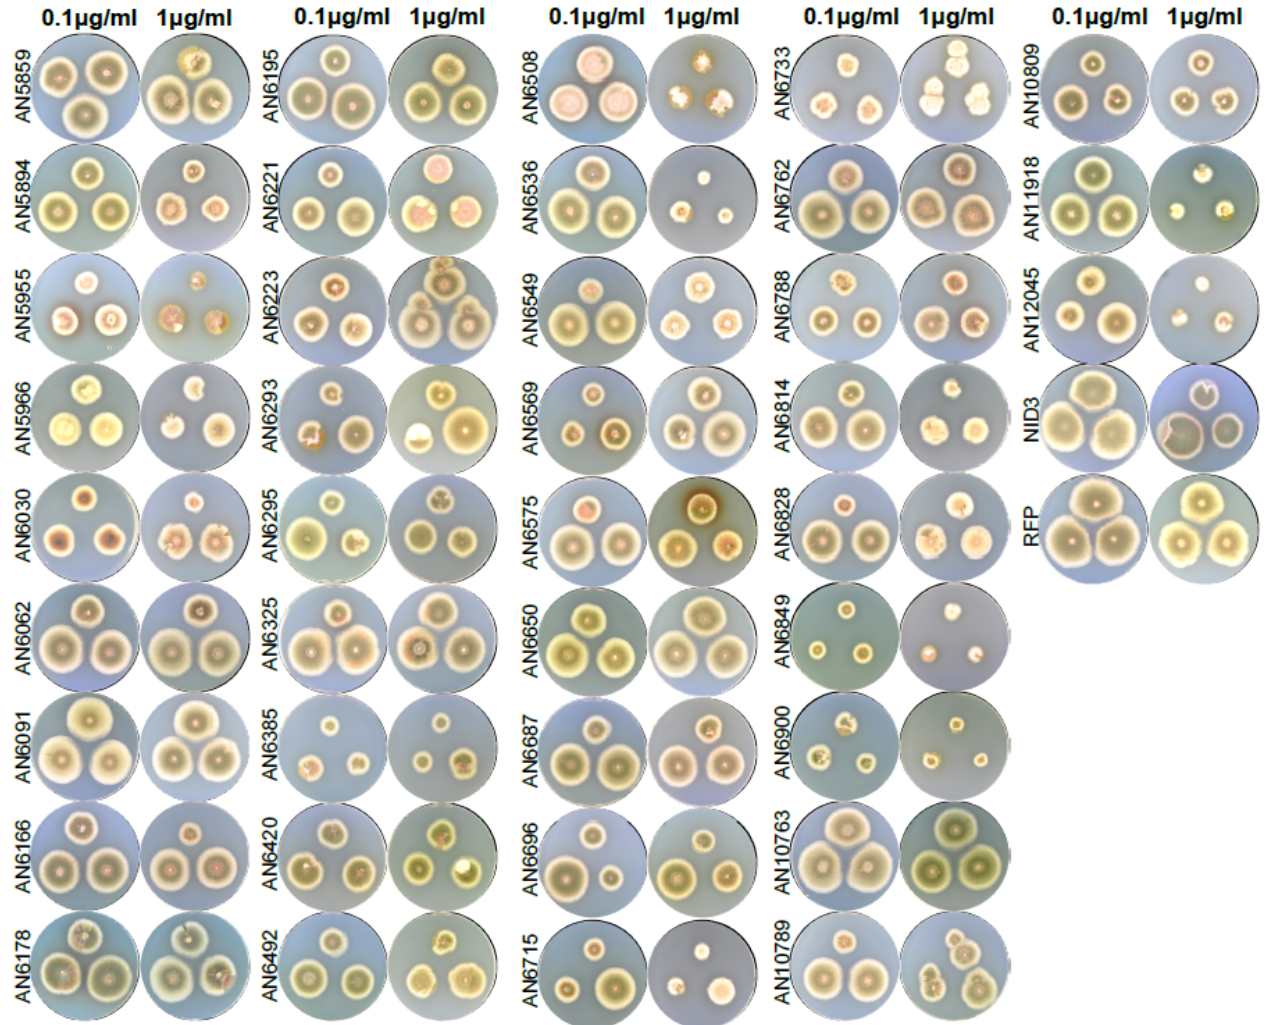 0.1µg/ml 1µg/ml 0.1µg/ml 1µg/ml 0.1µg/ml 1µg/ml 0.1µg/ml 1µg/ml 0.1µg/ml 1µg/ml
AN5859
AN5894
AN5955
AN5966
AN6030
AN6062
AN6091
AN6166
AN6178
AN6195
AN6221
AN6223
AN6293
AN6295
AN6325
AN6385
AN6420
AN6492
AN6508
AN6536
AN6549
AN6569
AN6575
AN6650
AN6687
AN6696
AN6715
AN6733
AN6762
AN6788
AN6814
AN6828
AN6849
AN6900
AN10763
AN10789
AN10809
AN11918
AN12045
NID3
RFP